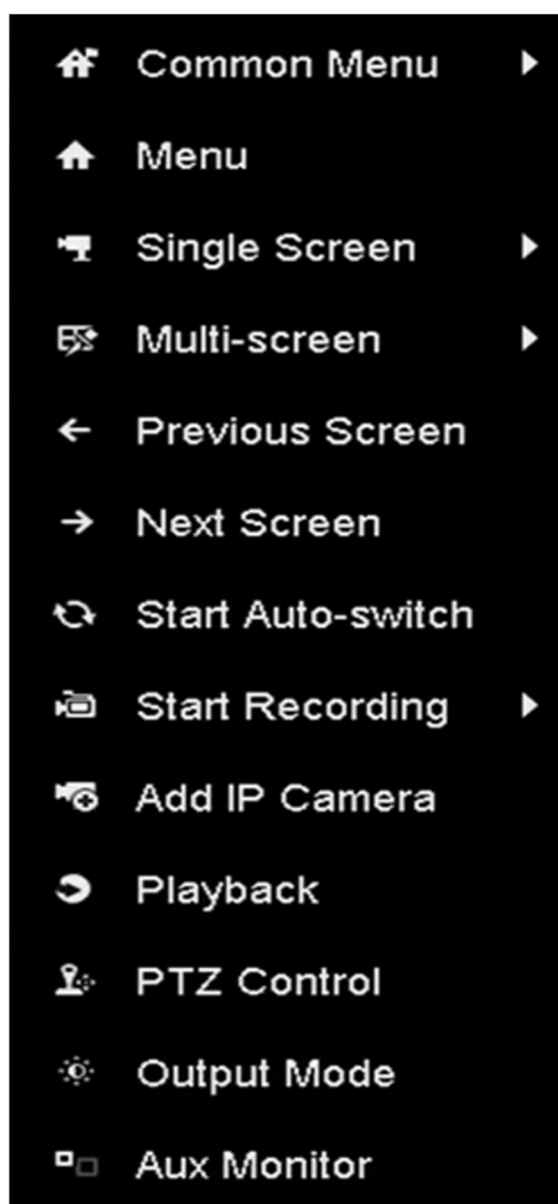 Common Menu
Menu
Single Screen
Multi-screen
Previous Screen
Next Screen
Start Auto-switch
Start Recording
Add IP Camera
Playback
PTZ Control
Output Mode
Aux Monitor